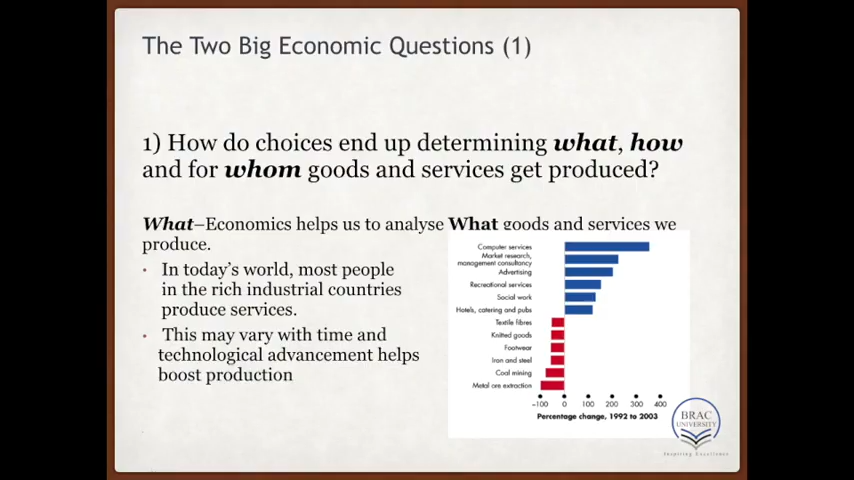 The Two Big Economic Questions (1)
1) How do choices end up determining what, how
and for whom goods and services get produced?
What–Economics helps us to analyse What goods and services we
produce.
• In today's world, most people
in the rich industrial countries
produce services.
• This may vary with time and
technological advancement helps
boost production
Computer services
Market research,
management consultancy
Advertising
Recreational services
Social work
Hotels, catering and pubs
Textile fibres
Knitted goods
Footwear
Iron and steel
Coal mining
Metal ore extraction
–100 0 100 200 300 400
Percentage change, 1992 to 2003
BRAC
UNIVERSITY
Inspiring Excellence